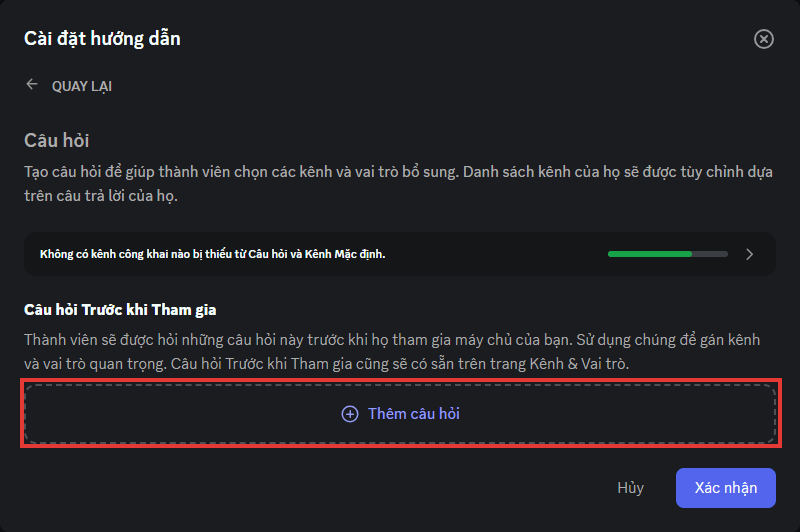 Cài đặt hướng dẫn
QUAY LẠI
Câu hỏi
Tạo câu hỏi để giúp thành viên chọn các kênh và vai trò bổ sung. Danh sách kênh của họ sẽ được tùy chỉnh dựa
trên câu trả lời của họ.
Không có kênh công khai nào bị thiếu từ Câu hỏi và Kênh Mặc định.
Câu hỏi Trước khi Tham gia
Thành viên sẽ được hỏi những câu hỏi này trước khi họ tham gia máy chủ của bạn. Sử dụng chúng để gán kênh
và vai trò quan trọng. Câu hỏi Trước khi Tham gia cũng sẽ có sẵn trên trang Kênh & Vai trò.
Thêm câu hỏi
Hủy
Xác nhận